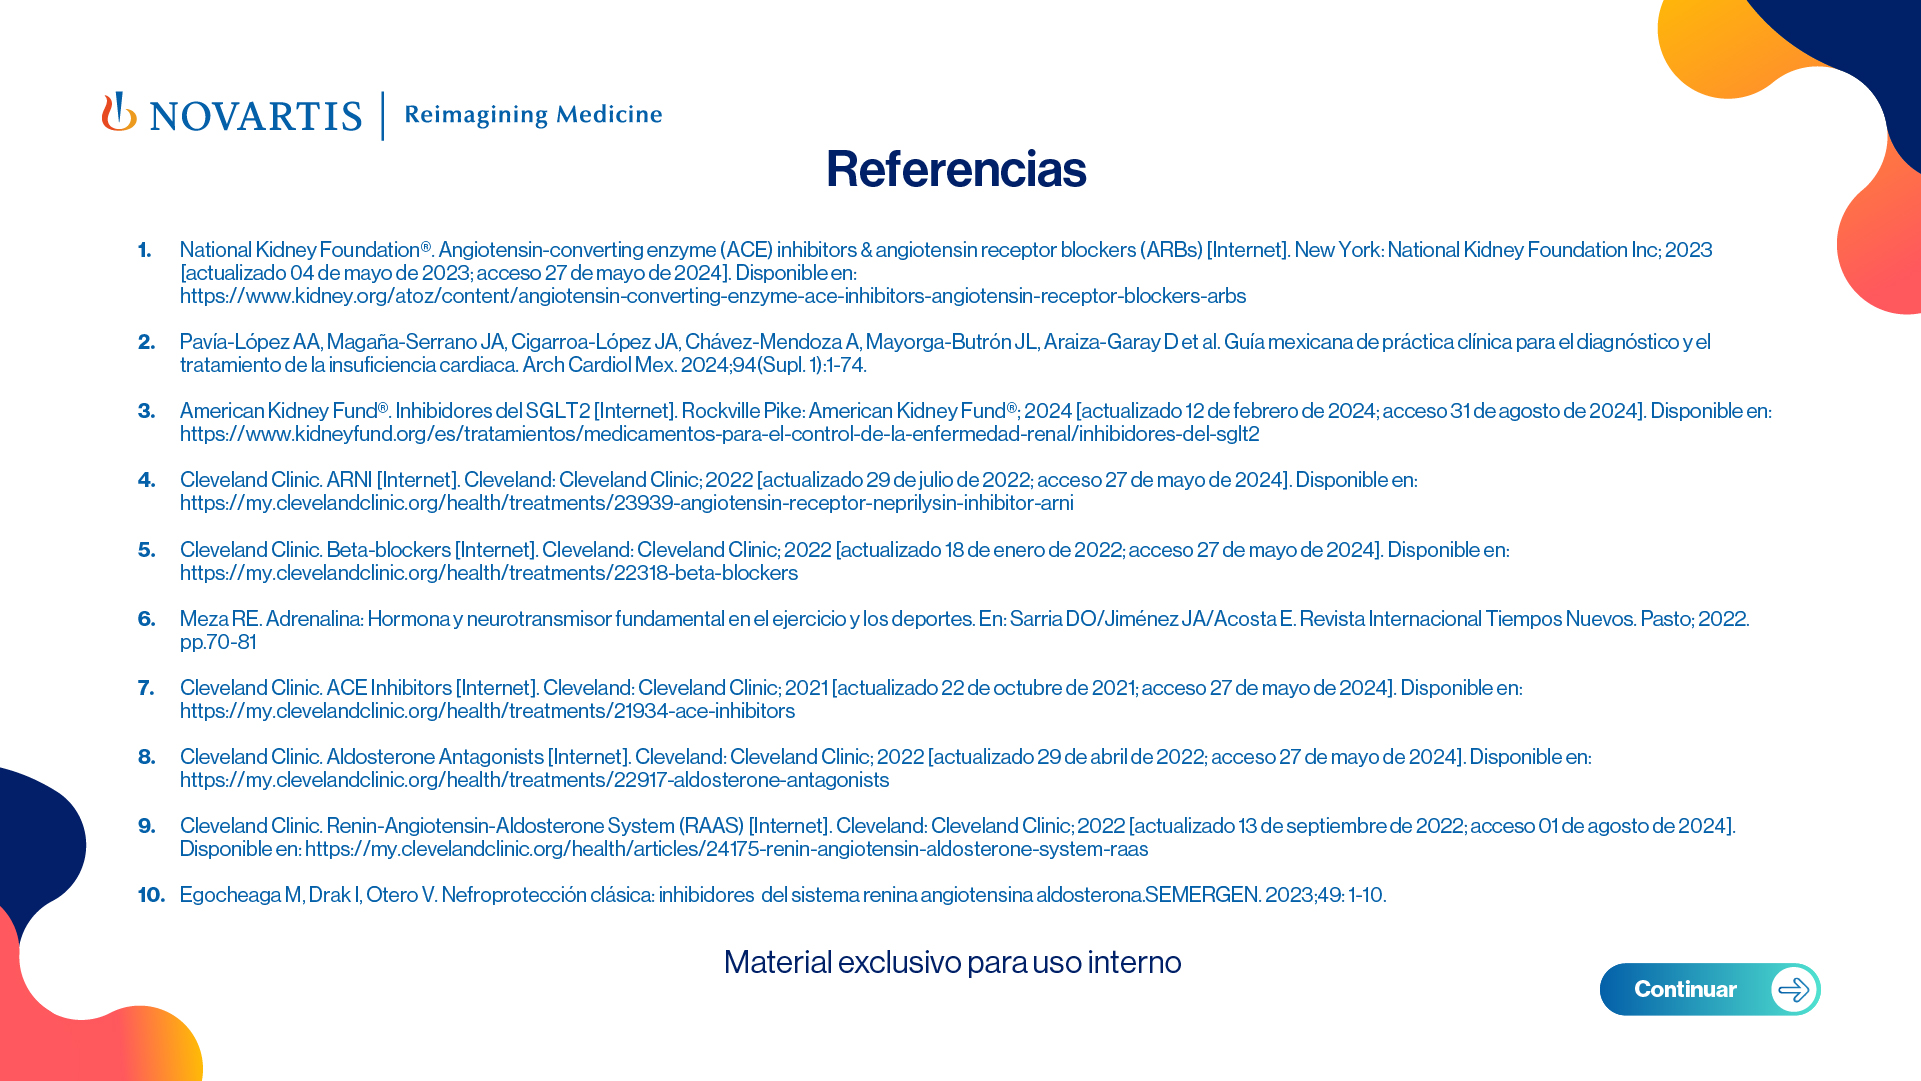 NOVARTIS | Reimagining Medicine
Referencias
1. National Kidney Foundation®. Angiotensin-converting enzyme (ACE) inhibitors & angiotensin receptor blockers (ARBs) [Internet]. New York: National Kidney Foundation Inc; 2023
[actualizado 04 de mayo de 2023; acceso 27 de mayo de 2024]. Disponible en:
https://www.kidney.org/atoz/content/angiotensin-converting-enzyme-ace-inhibitors-angiotensin-receptor-blockers-arbs
2. Pavía-López AA, Magaña-Serrano JA, Cigarroa-López JA, Chávez-Mendoza A, Mayorga-Butrón JL, Araiza-Garay D et al. Guía mexicana de práctica clínica para el diagnóstico y el
tratamiento de la insuficiencia cardiaca. Arch Cardiol Mex. 2024;94(Supl. 1):1-74.
3. American Kidney Fund®. Inhibidores del SGLT2 [Internet]. Rockville Pike: American Kidney Fund®; 2024 [actualizado 12 de febrero de 2024; acceso 31 de agosto de 2024]. Disponible en:
https://www.kidneyfund.org/es/tratamientos/medicamentos-para-el-control-de-la-enfermedad-renal/inhibidores-del-sglt2
4. Cleveland Clinic. ARNI [Internet]. Cleveland: Cleveland Clinic; 2022 [actualizado 29 de julio de 2022; acceso 27 de mayo de 2024]. Disponible en:
https://my.clevelandclinic.org/health/treatments/23939-angiotensin-receptor-neprilysin-inhibitor-arni
5. Cleveland Clinic. Beta-blockers [Internet]. Cleveland: Cleveland Clinic; 2022 [actualizado 18 de enero de 2022; acceso 27 de mayo de 2024]. Disponible en:
https://my.clevelandclinic.org/health/treatments/22318-beta-blockers
6. Meza RE. Adrenalina: Hormona y neurotransmisor fundamental en el ejercicio y los deportes. En: Sarria DO/Jiménez JA/Acosta E. Revista Internacional Tiempos Nuevos. Pasto; 2022.
pp.70-81
7. Cleveland Clinic. ACE Inhibitors [Internet]. Cleveland: Cleveland Clinic; 2021 [actualizado 22 de octubre de 2021; acceso 27 de mayo de 2024]. Disponible en:
https://my.clevelandclinic.org/health/treatments/21934-ace-inhibitors
8. Cleveland Clinic. Aldosterone Antagonists [Internet]. Cleveland: Cleveland Clinic; 2022 [actualizado 29 de abril de 2022; acceso 27 de mayo de 2024]. Disponible en:
https://my.clevelandclinic.org/health/treatments/22917-aldosterone-antagonists
9. Cleveland Clinic. Renin-Angiotensin-Aldosterone System (RAAS) [Internet]. Cleveland: Cleveland Clinic; 2022 [actualizado 13 de septiembre de 2022; acceso 01 de agosto de 2024].
Disponible en: https://my.clevelandclinic.org/health/articles/24175-renin-angiotensin-aldosterone-system-raas
10. Egocheaga M, Drak I, Otero V. Nefroprotección clásica: inhibidores del sistema renina angiotensina aldosterona.SEMERGEN. 2023;49: 1-10.
Material exclusivo para uso interno
Continuar